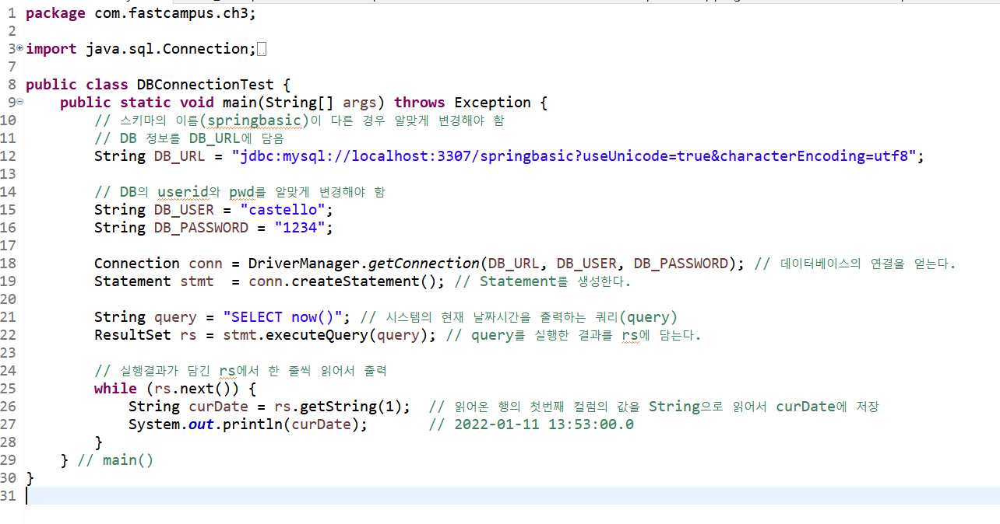 1 package com.fastcampus.ch3;
2
3 import java.sql.Connection;
7
8 public class DBConnectionTest {
9     public static void main(String[] args) throws Exception {
10         // 스키마의 이름(springbasic)이 다른 경우 알맞게 변경해야 함
11         // DB 정보를 DB_URL에 담음
12         String DB_URL = "jdbc:mysql://localhost:3307/springbasic?useUnicode=true&characterEncoding=utf8";
13
14         // DB의 userid와 pwd를 알맞게 변경해야 함
15         String DB_USER = "castello";
16         String DB_PASSWORD = "1234";
17
18         Connection conn = DriverManager.getConnection(DB_URL, DB_USER, DB_PASSWORD); // 데이터베이스의 연결을 얻는다.
19         Statement stmt  = conn.createStatement(); // Statement를 생성한다.
20
21         String query = "SELECT now()"; // 시스템의 현재 날짜시간을 출력하는 쿼리(query)
22         ResultSet rs = stmt.executeQuery(query); // query를 실행한 결과를 rs에 담는다.
23
24         // 실행결과가 담긴 rs에서 한 줄씩 읽어서 출력
25         while (rs.next()) {
26             String curDate = rs.getString(1);  // 읽어온 행의 첫번째 컬럼의 값을 String으로 읽어서 curDate에 저장
27             System.out.println(curDate);       // 2022-01-11 13:53:00.0
28         }
29     } // main()
30 }
31